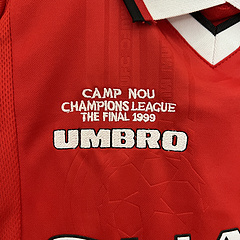 CAMP NOU
CHAMPIONS LEAGUE
THE FINAL 1999
UMBRO